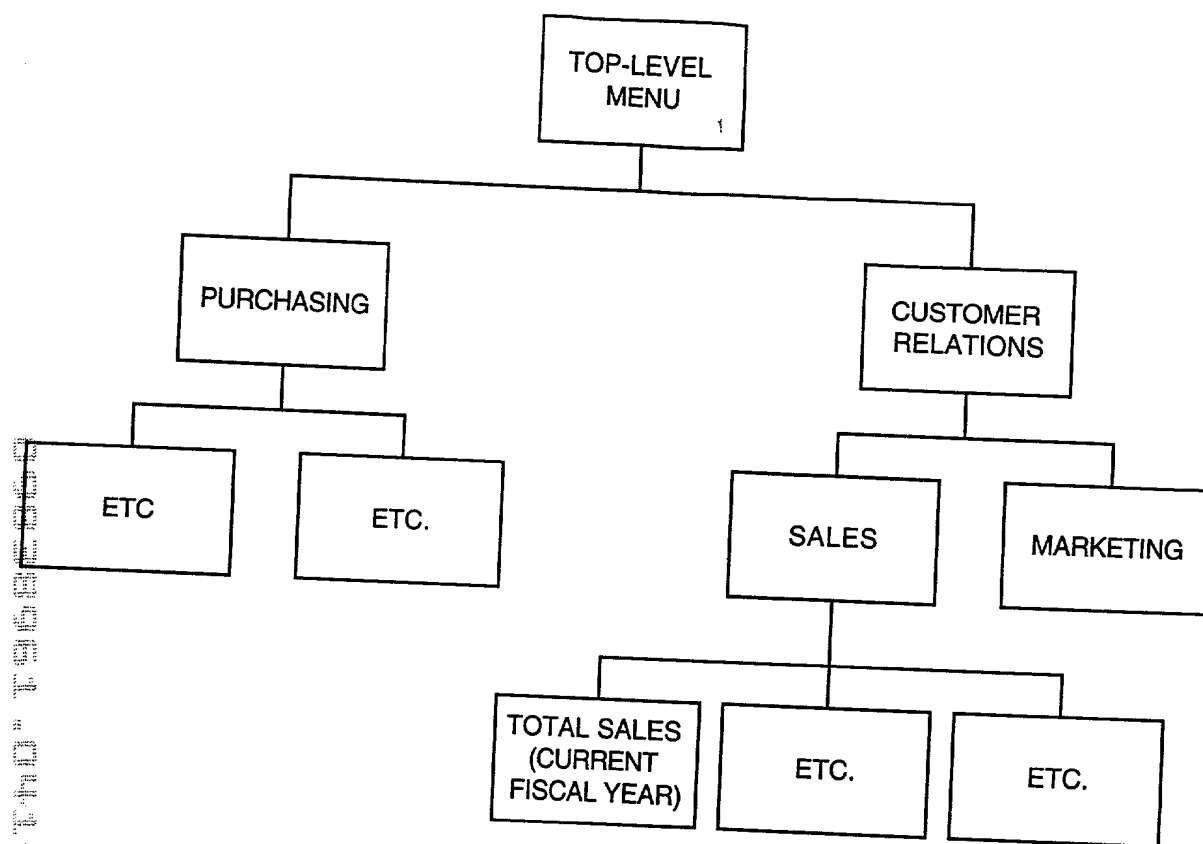 TOP-LEVEL
MENU
PURCHASING
CUSTOMER
RELATIONS
ETC
ETC.
SALES
MARKETING
TOTAL SALES
(CURRENT
FISCAL YEAR)
ETC.
ETC.